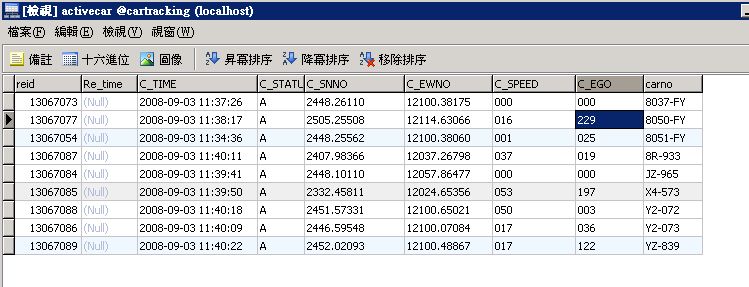 [檢視] activecar @cartracking (localhost)
檔案(F) 編輯(E) 檢視(V) 視窗(W)
備註 十六進位 圖像 昇冪排序 降冪排序 移除排序
reid Re_time C_TIME C_STATU C_SNNO C_EWNO C_SPEED C_EGO carno
13067073 (Null) 2008-09-03 11:37:26 A 2448.26110 12100.38175 000 000 8037-FY
13067077 (Null) 2008-09-03 11:38:17 A 2505.25508 12114.63066 016 229 8050-FY
13067054 (Null) 2008-09-03 11:34:36 A 2448.25562 12100.38060 001 025 8051-FY
13067087 (Null) 2008-09-03 11:40:11 A 2407.98366 12037.26798 037 019 8R-933
13067084 (Null) 2008-09-03 11:39:41 A 2448.10110 12057.86477 000 000 JZ-965
13067085 (Null) 2008-09-03 11:39:50 A 2332.45811 12024.65356 053 197 X4-573
13067088 (Null) 2008-09-03 11:40:18 A 2451.57331 12100.65021 050 003 Y2-072
13067086 (Null) 2008-09-03 11:40:09 A 2446.59548 12100.07084 017 036 Y2-073
13067089 (Null) 2008-09-03 11:40:22 A 2452.02093 12100.48867 017 122 YZ-839